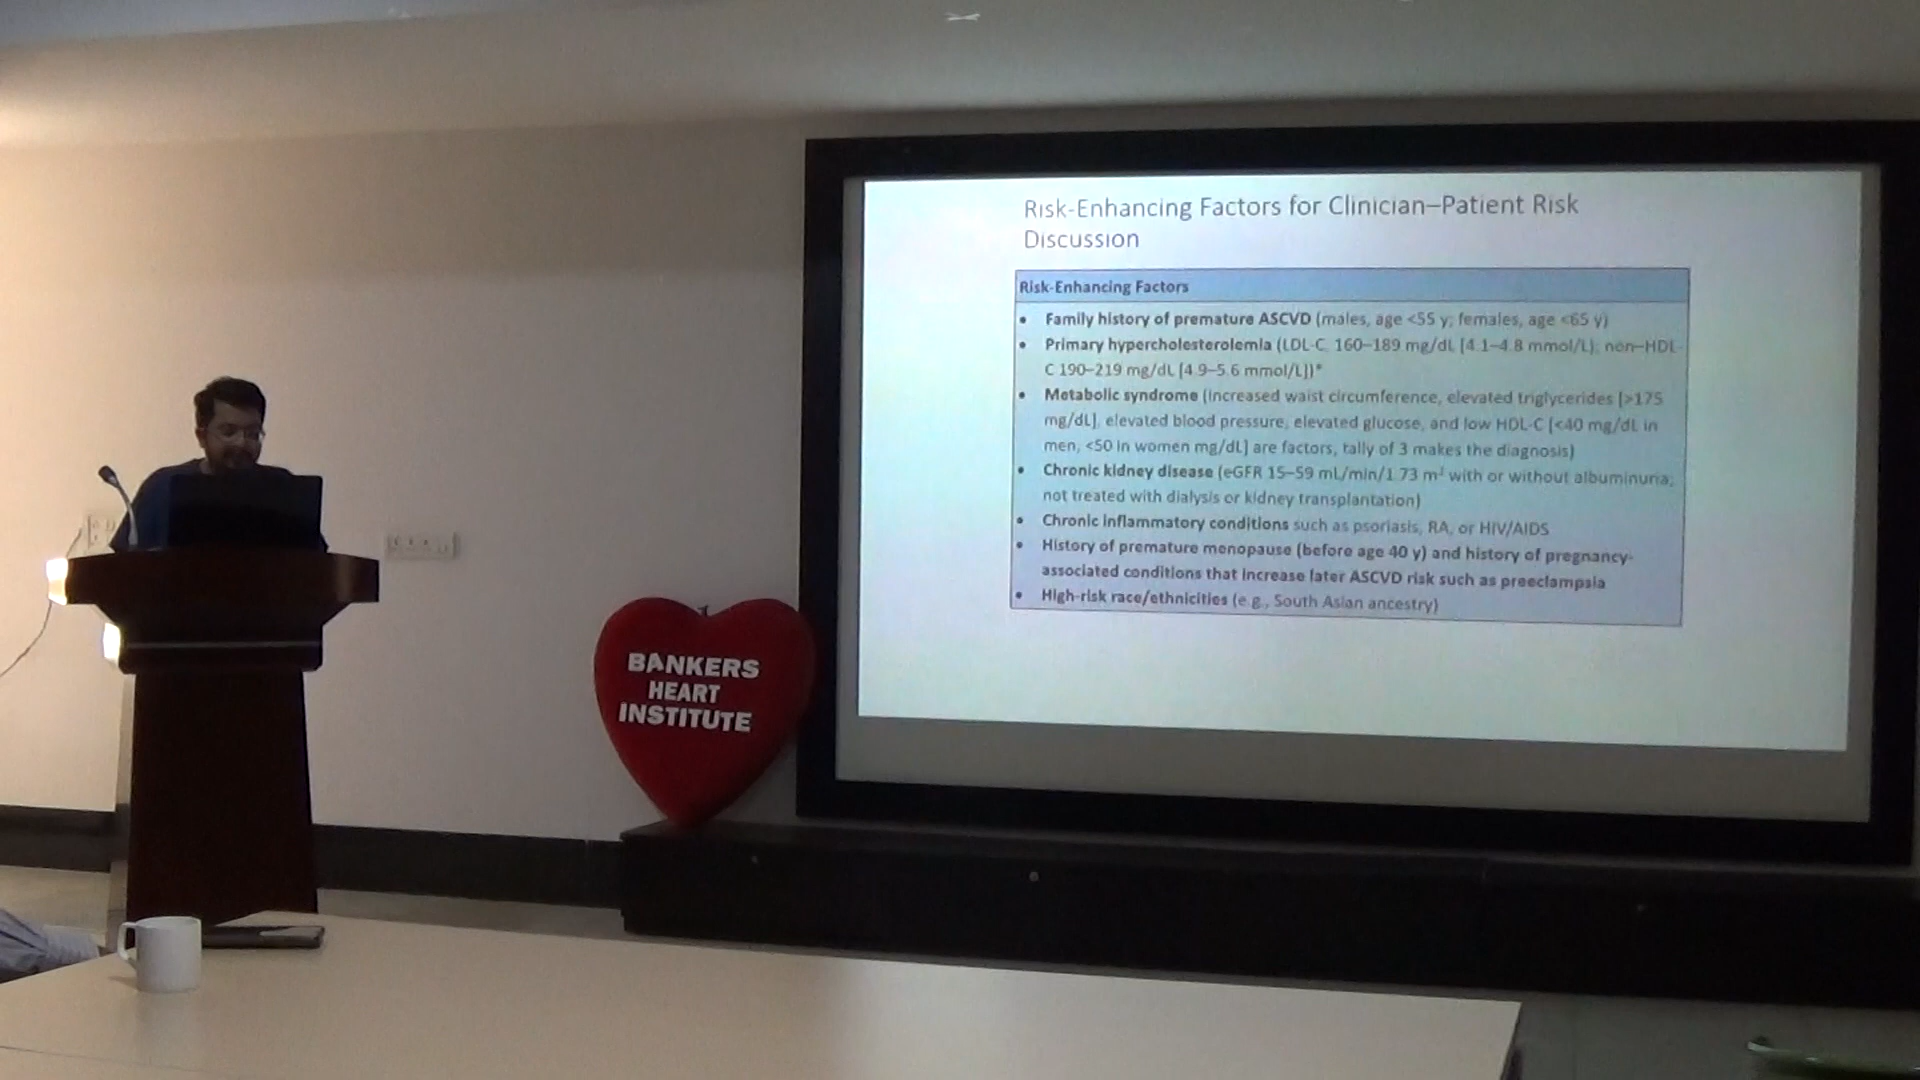 Risk-Enhancing Factors for Clinician–Patient Risk
Discussion
Risk-Enhancing Factors
• Family history of premature ASCVD (males, age <55 y; females, age <65 y)
• Primary hypercholesterolemia (LDL-C, 160–189 mg/dL [4.1–4.8 mmol/L); non–HDL-
C 190–219 mg/dL [4.9–5.6 mmol/L])*
• Metabolic syndrome (increased waist circumference, elevated triglycerides [>175
mg/dL], elevated blood pressure, elevated glucose, and low HDL-C [<40 mg/dL in
men, <50 in women mg/dL] are factors, tally of 3 makes the diagnosis)
• Chronic kidney disease (eGFR 15–59 mL/min/1.73 m² with or without albuminuria;
not treated with dialysis or kidney transplantation)
• Chronic inflammatory conditions such as psoriasis, RA, or HIV/AIDS
• History of premature menopause (before age 40 y) and history of pregnancy-
associated conditions that increase later ASCVD risk such as preeclampsia
• High-risk race/ethnicities (e.g., South Asian ancestry)
BANKERS
HEART
INSTITUTE